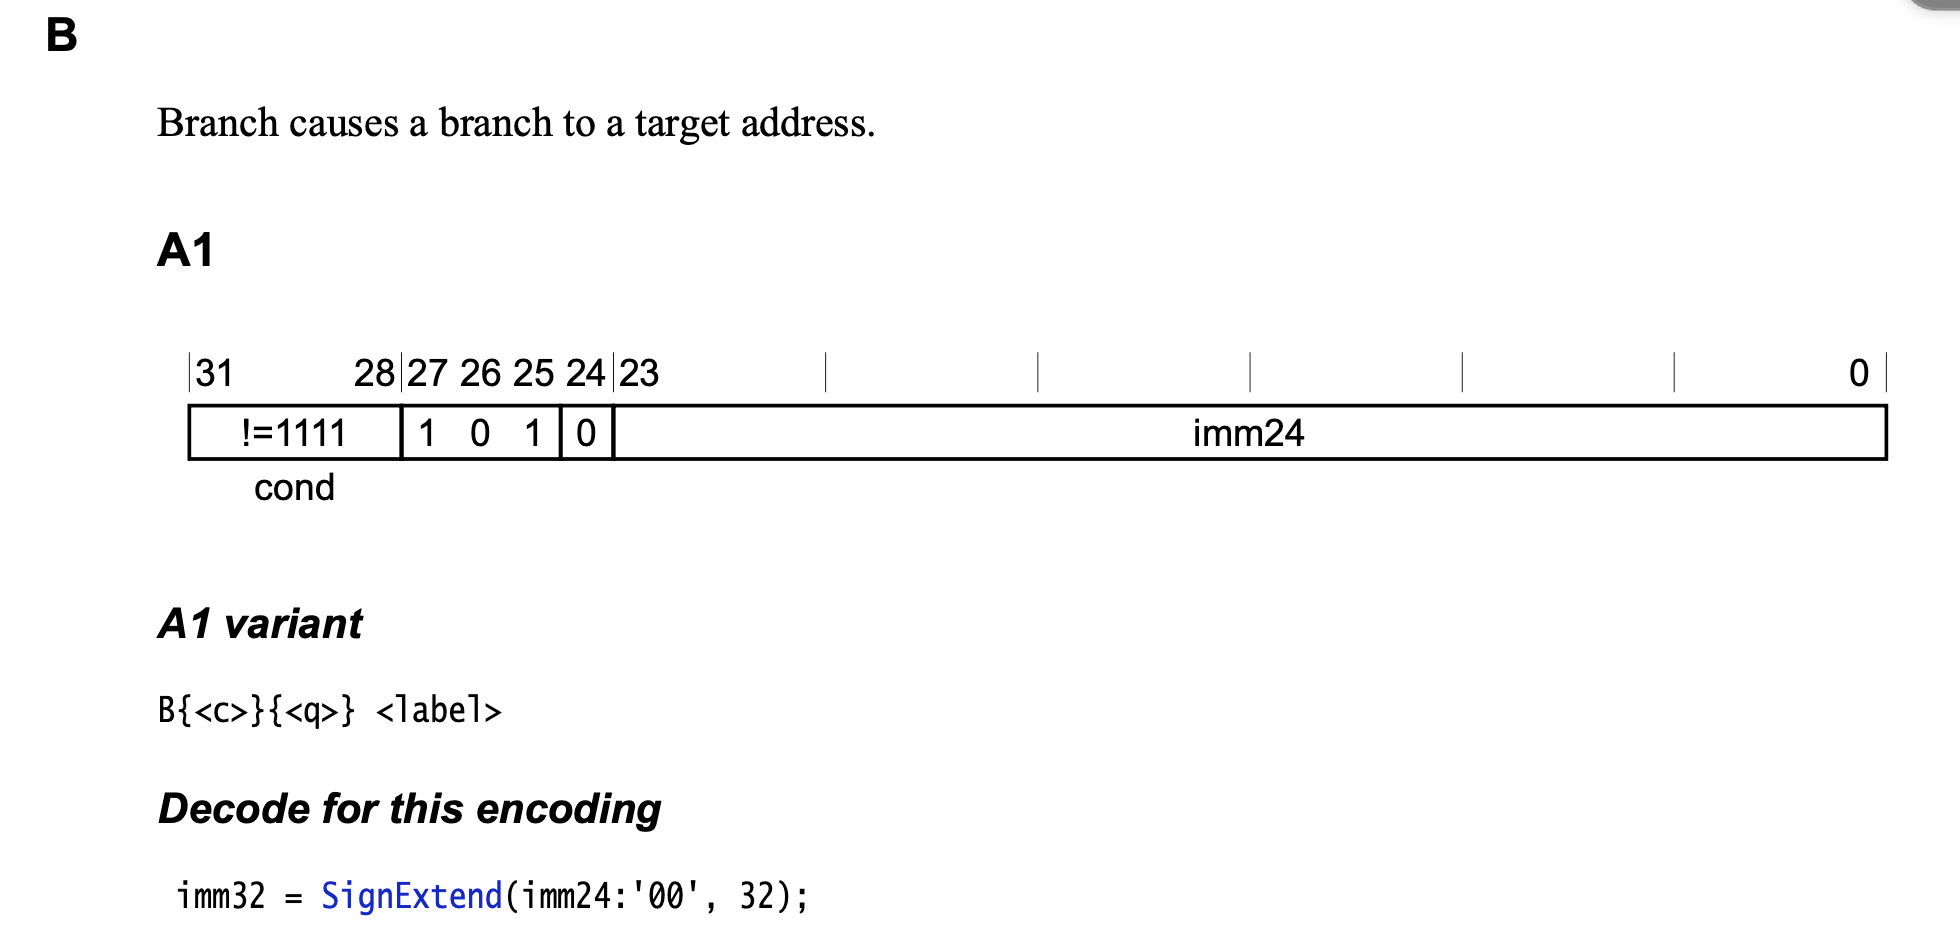 B
Branch causes a branch to a target address.
A1
31 28 27 26 25 24 23 0
!=1111 1 0 1 0 imm24
cond
A1 variant
B{<c>}{<q>} <label>
Decode for this encoding
imm32 = SignExtend(imm24:'00', 32);